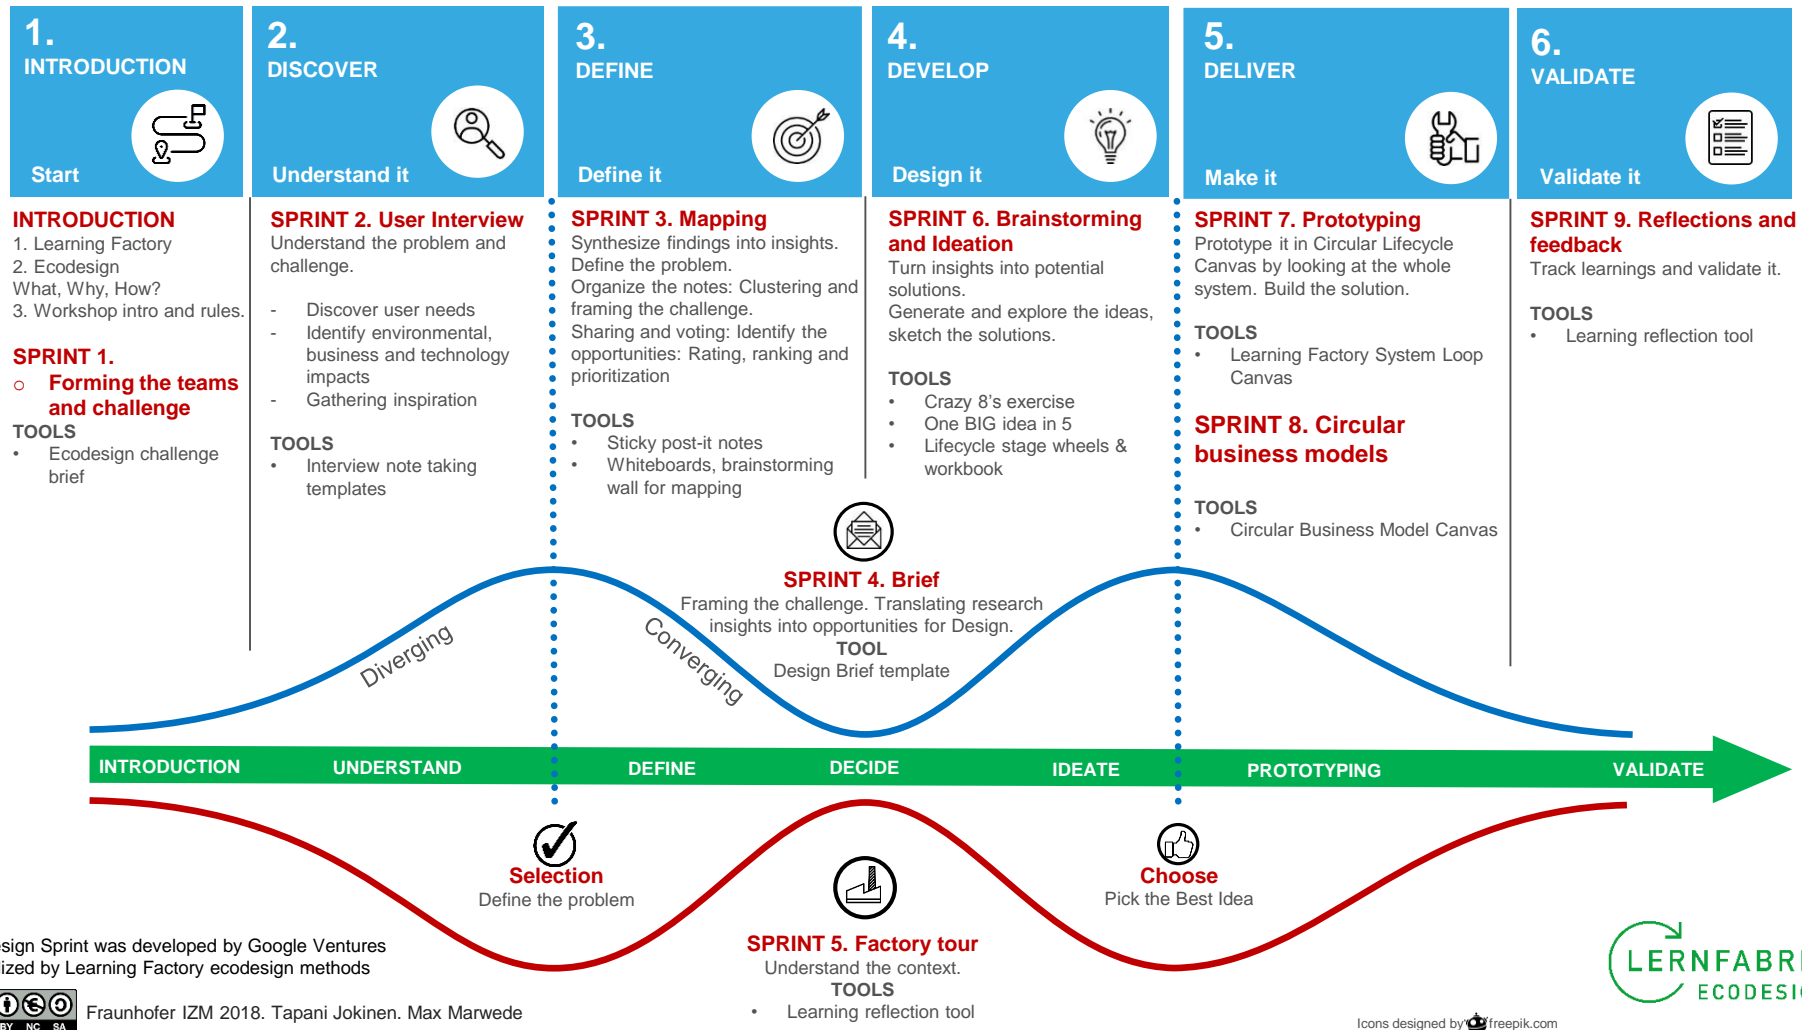 1.
INTRODUCTION
Start
2.
DISCOVER
Understand it
3.
DEFINE
Define it
4.
DEVELOP
Design it
5.
DELIVER
Make it
6.
VALIDATE
Validate it
INTRODUCTION
1. Learning Factory
2. Ecodesign
What, Why, How?
3. Workshop intro and rules.
SPRINT 1.
o Forming the teams
and challenge
TOOLS
• Ecodesign challenge
brief
SPRINT 2. User Interview
Understand the problem and
challenge.
- Discover user needs
- Identify environmental,
business and technology
impacts
- Gathering inspiration
TOOLS
• Interview note taking
templates
SPRINT 3. Mapping
Synthesize findings into insights.
Define the problem.
Organize the notes: Clustering and
framing the challenge.
Sharing and voting: Identify the
opportunities: Rating, ranking and
prioritization
TOOLS
• Sticky post-it notes
• Whiteboards, brainstorming
wall for mapping
SPRINT 6. Brainstorming
and Ideation
Turn insights into potential
solutions.
Generate and explore the ideas,
sketch the solutions.
TOOLS
• Crazy 8's exercise
• One BIG idea in 5
• Lifecycle stage wheels &
workbook
SPRINT 7. Prototyping
Prototype it in Circular Lifecycle
Canvas by looking at the whole
system. Build the solution.
TOOLS
• Learning Factory System Loop
Canvas
SPRINT 8. Circular
business models
TOOLS
• Circular Business Model Canvas
SPRINT 9. Reflections and
feedback
Track learnings and validate it.
TOOLS
• Learning reflection tool
SPRINT 4. Brief
Framing the challenge. Translating research
insights into opportunities for Design.
TOOL
Design Brief template
Diverging
Converging
INTRODUCTION
UNDERSTAND
DEFINE
DECIDE
IDEATE
PROTOTYPING
VALIDATE
Selection
Define the problem
Choose
Pick the Best Idea
SPRINT 5. Factory tour
Understand the context.
TOOLS
• Learning reflection tool
esign Sprint was developed by Google Ventures
lized by Learning Factory ecodesign methods
BY NC SA
Fraunhofer IZM 2018. Tapani Jokinen. Max Marwede
LERNFABRI
ECODESI
Icons designed by freepik.com